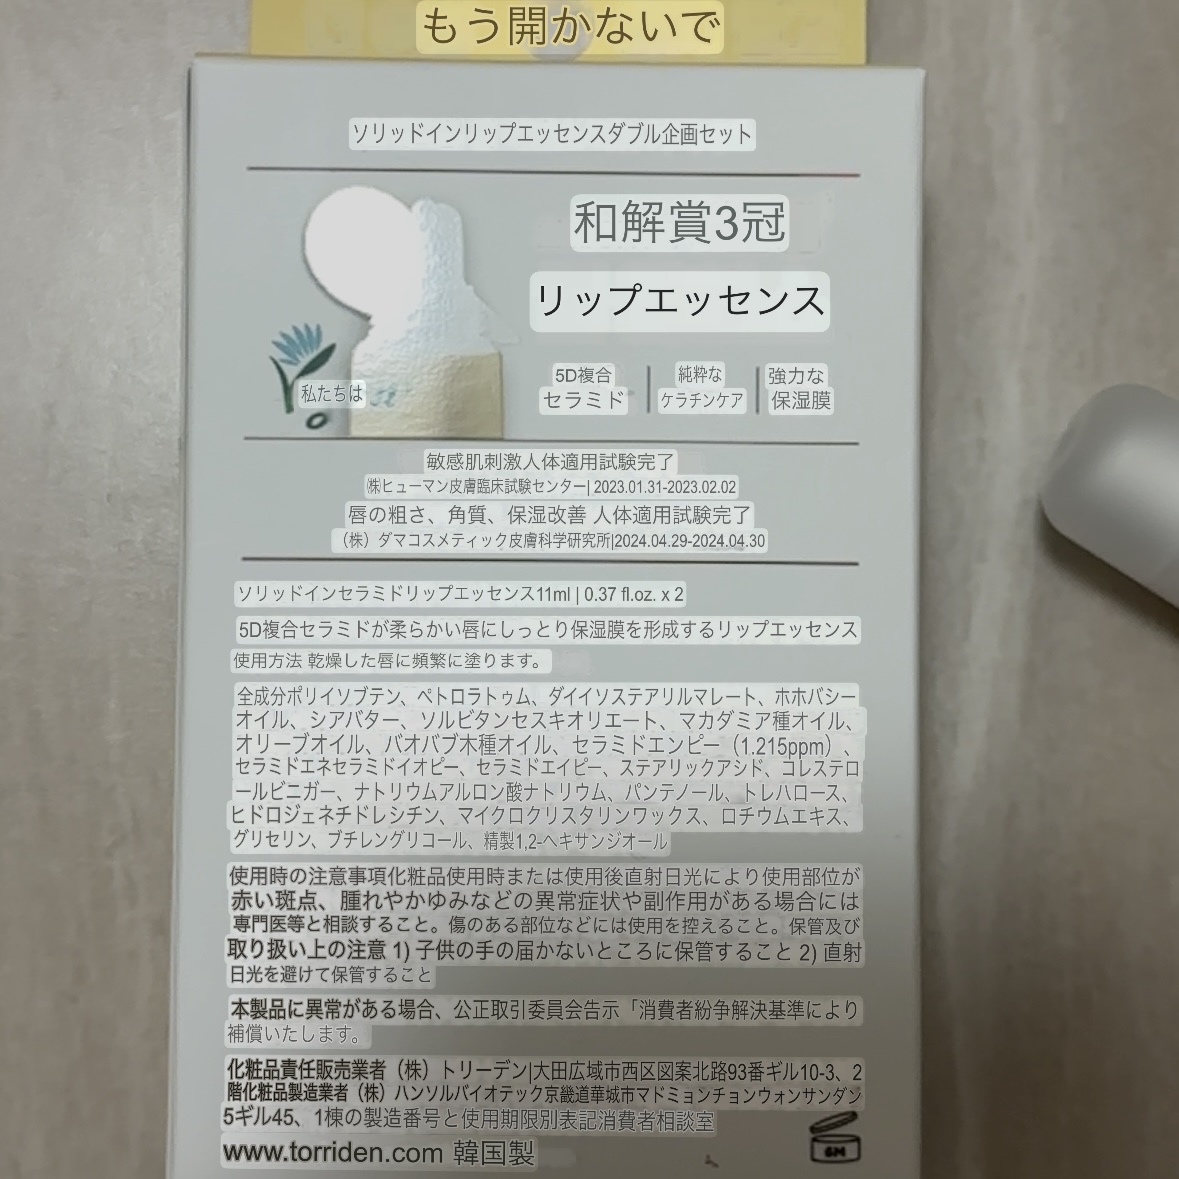 もう開かないで
ソリッドインリップエッセンスダブル企画セット
和解賞3冠
リップエッセンス
5D複合
セラミド
純粋な
ケラチンケア
強力な
保湿膜
私たちは
敏感肌刺激人体適用試験完了
㈱ヒューマン皮膚臨床試験センター| 2023.01.31-2023.02.02
唇の粗さ、角質、保湿改善 人体適用試験完了
（株）ダマコスメティック皮膚科学研究所|2024.04.29-2024.04.30
ソリッドインセラミドリップエッセンス11ml | 0.37 fl.oz. x 2
5D複合セラミドが柔らかい唇にしっとり保湿膜を形成するリップエッセンス
使用方法 乾燥した唇に頻繁に塗ります。
全成分ポリイソブテン、ペトロラトゥム、ダイイソステアリルマレート、ホホバシー
オイル、シアバター、ソルビタンセスキオリエート、マカダミア種オイル、
オリーブオイル、バオバブ木種オイル、セラミドエンピー（1.215ppm）、
セラミドエネセラミドイオピー、セラミドエイピー、ステアリックアシド、コレステロ
ールビニガー、ナトリウムアルロン酸ナトリウム、パンテノール、トレハロース、
ヒドロジェネチドレシチン、マイクロクリスタリンワックス、ロチウムエキス、
グリセリン、ブチレングリコール、精製1,2-ヘキサンジオール
使用時の注意事項化粧品使用時または使用後直射日光により使用部位が
赤い斑点、腫れやかゆみなどの異常症状や副作用がある場合には
専門医等と相談すること。傷のある部位などには使用を控えること。保管及び
取り扱い上の注意 1) 子供の手の届かないところに保管すること 2) 直射
日光を避けて保管すること
本製品に異常がある場合、公正取引委員会告示「消費者紛争解決基準により
補償いたします。
化粧品責任販売業者（株）トリーデン|大田広域市西区図案北路93番ギル10-3、2
階化粧品製造業者（株）ハンソルバイオテック京畿道華城市マドミョンチョンウォンサンダン
5ギル45、1棟の製造番号と使用期限別表記消費者相談室
www.torriden.com 韓国製
6M